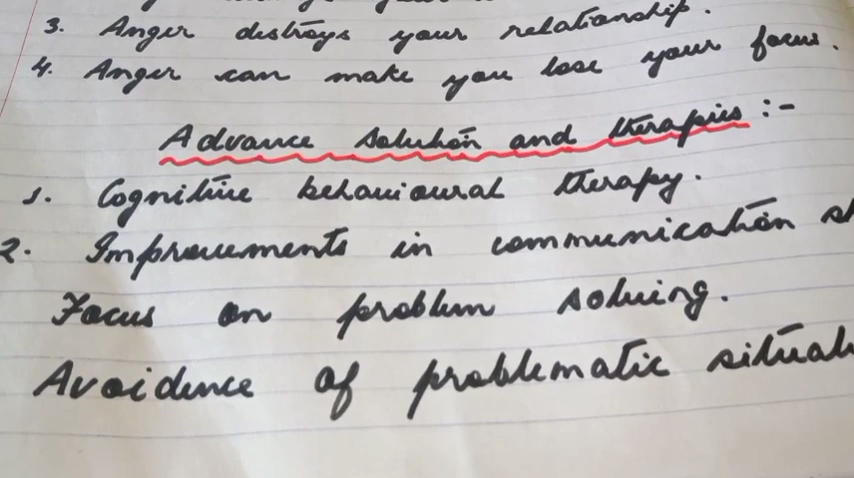 3. Anger destroys your relationship.
4. Anger can make you lose your focus.
Advance solution and therapies :-
1. Cognitive behavioural therapy.
2. Improvements in communication
Focus on problem solving.
Avoidence of problematic